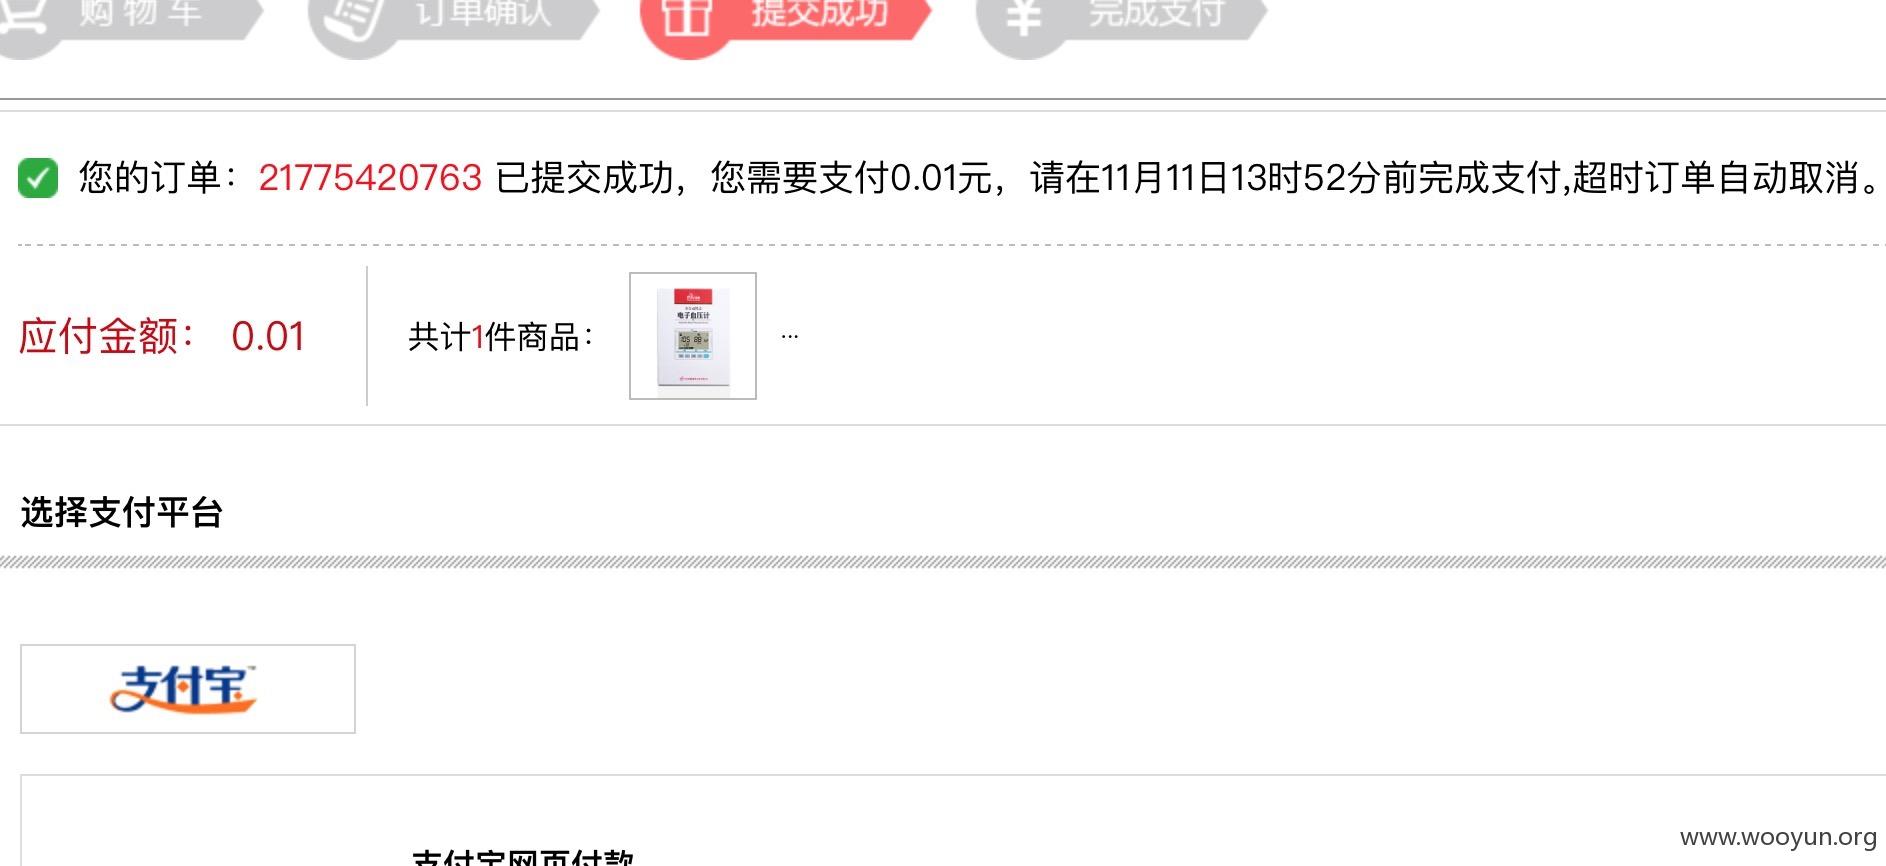 购物车 订单确认 提交成功 完成支付
您的订单：21775420763 已提交成功，您需要支付0.01元，请在11月11日13时52分前完成支付,超时订单自动取消。
应付金额： 0.01
共计1件商品：
电子血压计
...
选择支付平台
支付宝
支付宝网页付款
www.wooyun.org